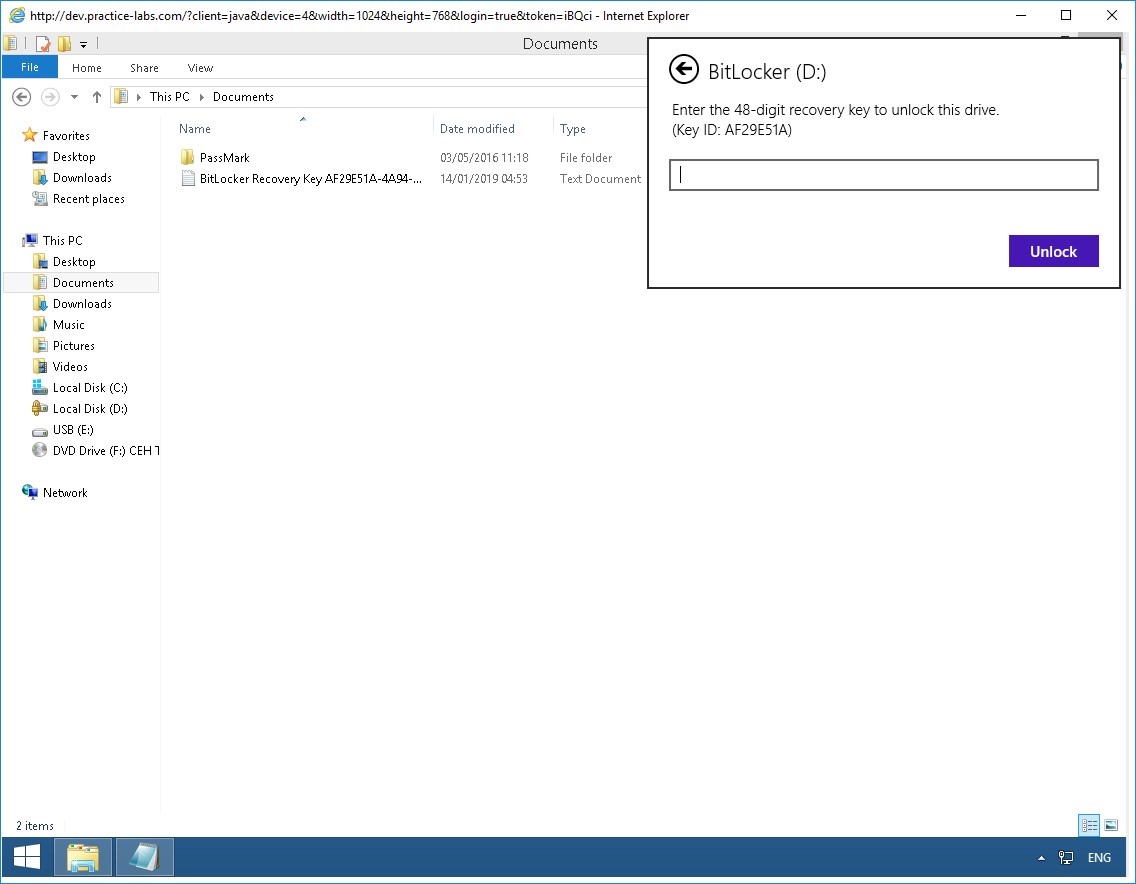 http://dev.practice-labs.com/?client=java&device=4&width=1024&height=768&login=true&token=iBQci - Internet Explorer
Documents
File Home Share View
This PC Documents
Name Date modified Type
PassMark 03/05/2016 11:18 File folder
BitLocker Recovery Key AF29E51A-4A94-... 14/01/2019 04:53 Text Document
Favorites
Desktop
Downloads
Recent places
This PC
Desktop
Documents
Downloads
Music
Pictures
Videos
Local Disk (C:)
Local Disk (D:)
USB (E:)
DVD Drive (F:) CEH T
Network
BitLocker (D:)
Enter the 48-digit recovery key to unlock this drive.
(Key ID: AF29E51A)
Unlock
2 items
ENG